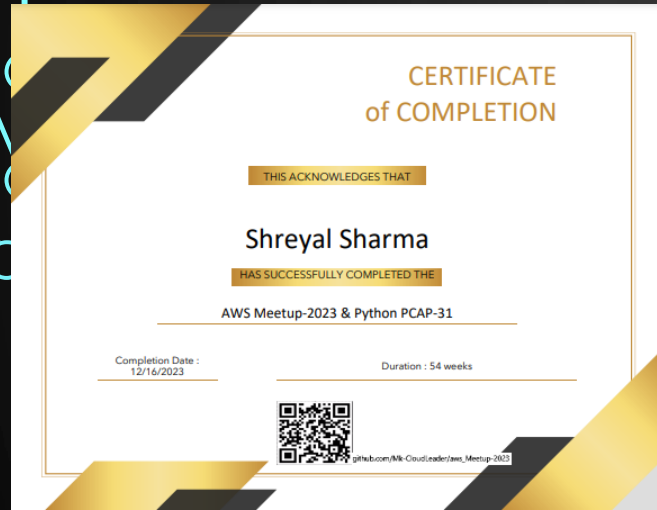 CERTIFICATE
of COMPLETION
THIS ACKNOWLEDGES THAT
Shreyal Sharma
HAS SUCCESSFULLY COMPLETED THE
AWS Meetup-2023 & Python PCAP-31
Completion Date :
12/16/2023
Duration : 54 weeks
github.com/Mk-CloudLeader/aws_Meetup-2023